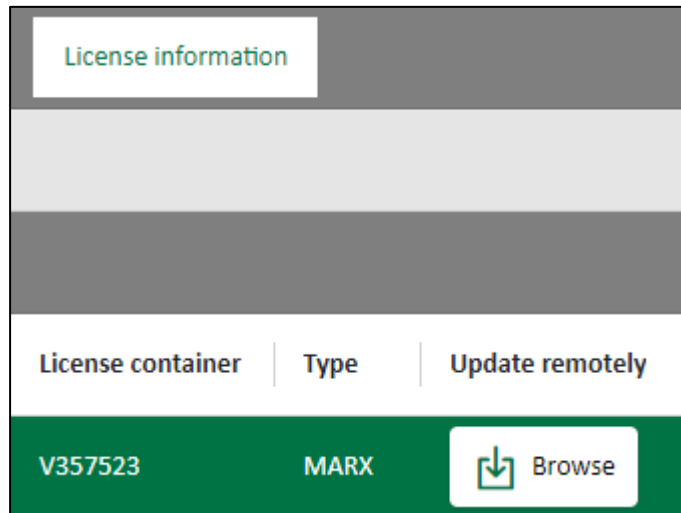 License information
License container Type Update remotely
V357523 MARX Browse